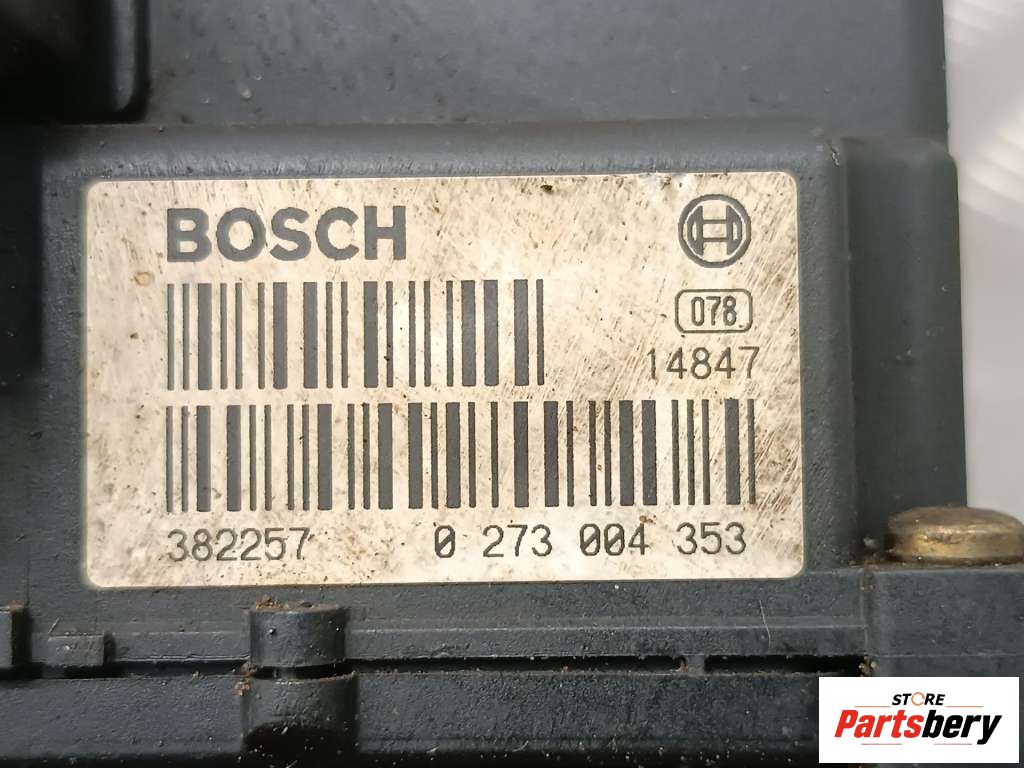 BOSCH
078
14847
382257 0 273 004 353
STORE
Partsbery